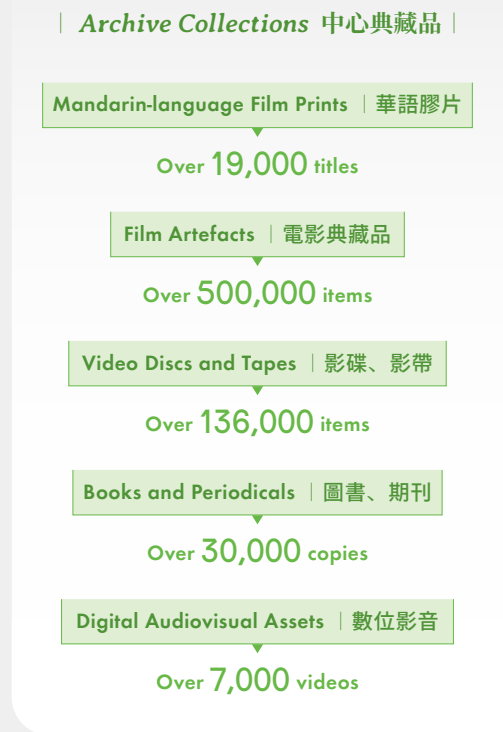 | Archive Collections 中心典藏品 |
Mandarin-language Film Prints | 華語膠片
Over 19,000 titles
Film Artefacts | 電影典藏品
Over 500,000 items
Video Discs and Tapes | 影碟、影帶
Over 136,000 items
Books and Periodicals | 圖書、期刊
Over 30,000 copies
Digital Audiovisual Assets | 數位影音
Over 7,000 videos